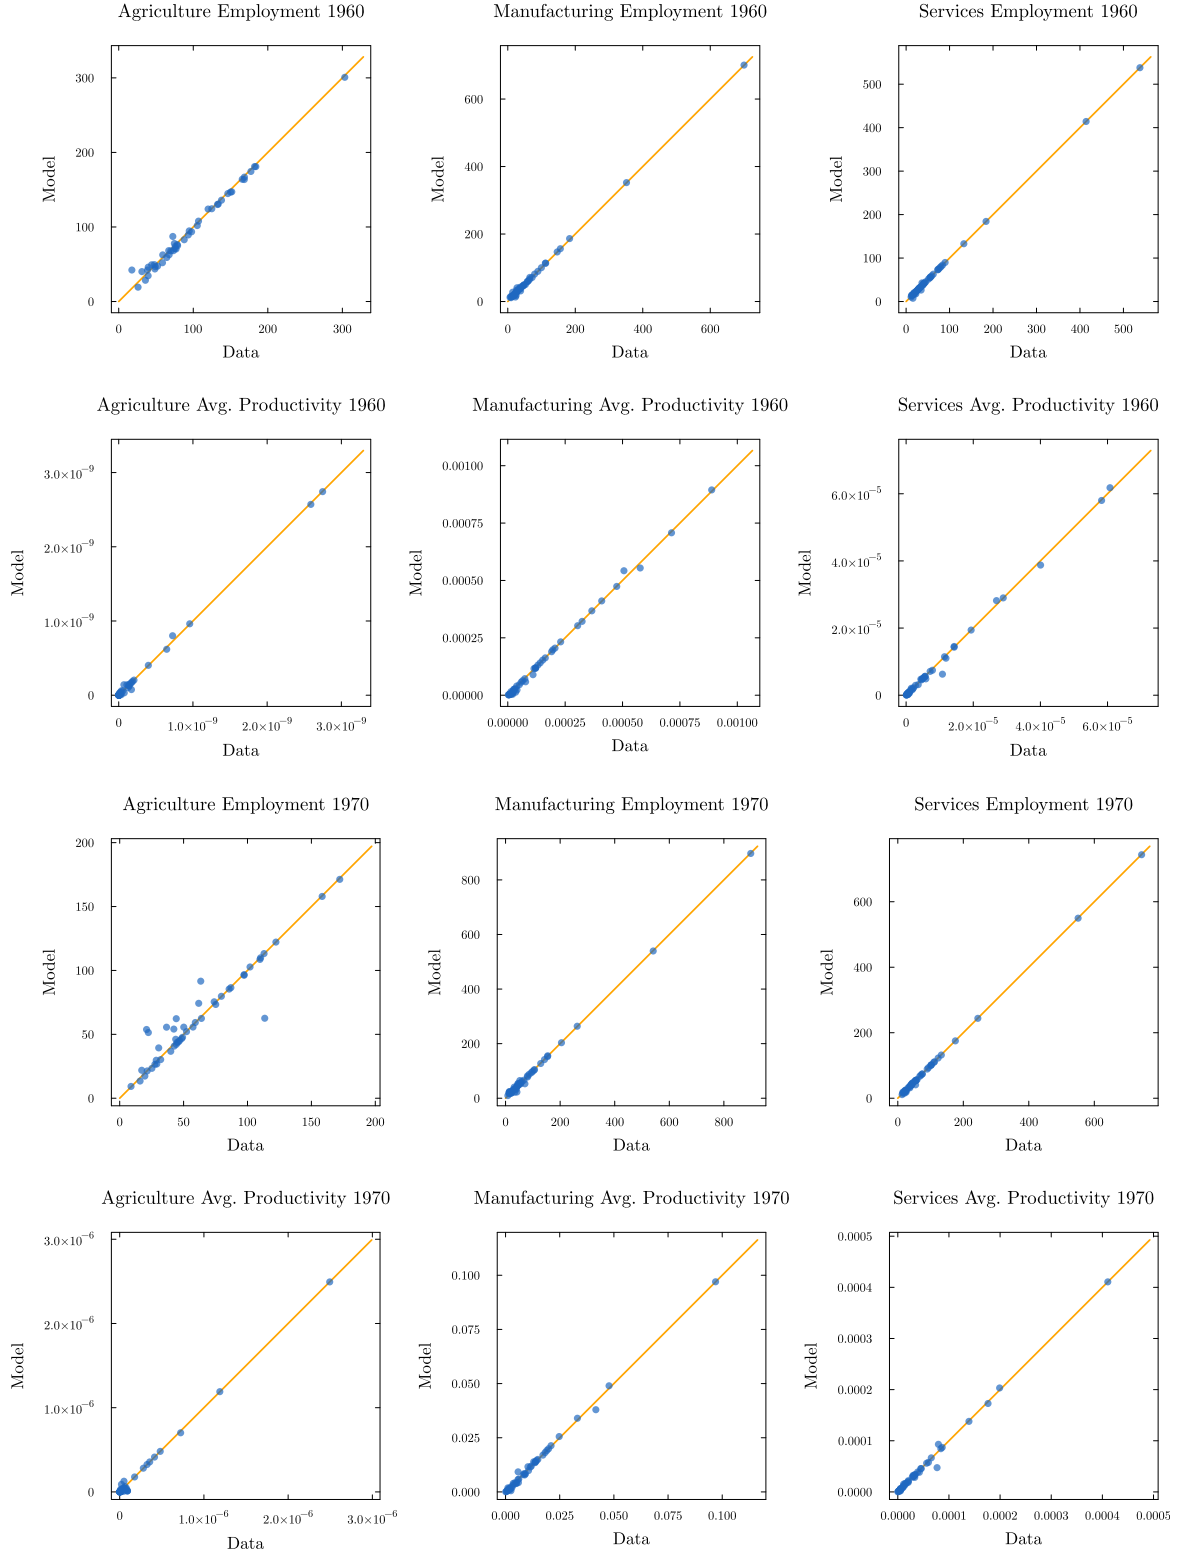 Agriculture Employment 1960
Manufacturing Employment 1960
Services Employment 1960
Model
300
200
100
0
0 100 200 300
Data
Model
600
400
200
0
0 200 400 600
Data
Model
500
400
300
200
100
0
0 100 200 300 400 500
Data
Agriculture Avg. Productivity 1960
Manufacturing Avg. Productivity 1960
Services Avg. Productivity 1960
Model
3.0×10⁻⁹
2.0×10⁻⁹
1.0×10⁻⁹
0
0 1.0×10⁻⁹ 2.0×10⁻⁹ 3.0×10⁻⁹
Data
Model
0.00100
0.00075
0.00050
0.00025
0.00000
0.00000 0.00025 0.00050 0.00075 0.00100
Data
Model
6.0×10⁻⁵
4.0×10⁻⁵
2.0×10⁻⁵
0
0 2.0×10⁻⁵ 4.0×10⁻⁵ 6.0×10⁻⁵
Data
Agriculture Employment 1970
Manufacturing Employment 1970
Services Employment 1970
Model
200
150
100
50
0
0 50 100 150 200
Data
Model
800
600
400
200
0
0 200 400 600 800
Data
Model
600
400
200
0
0 200 400 600
Data
Agriculture Avg. Productivity 1970
Manufacturing Avg. Productivity 1970
Services Avg. Productivity 1970
Model
3.0×10⁻⁶
2.0×10⁻⁶
1.0×10⁻⁶
0
0 1.0×10⁻⁶ 2.0×10⁻⁶ 3.0×10⁻⁶
Data
Model
0.100
0.075
0.050
0.025
0.000
0.000 0.025 0.050 0.075 0.100
Data
Model
0.0005
0.0004
0.0003
0.0002
0.0001
0.0000
0.0000 0.0001 0.0002 0.0003 0.0004 0.0005
Data